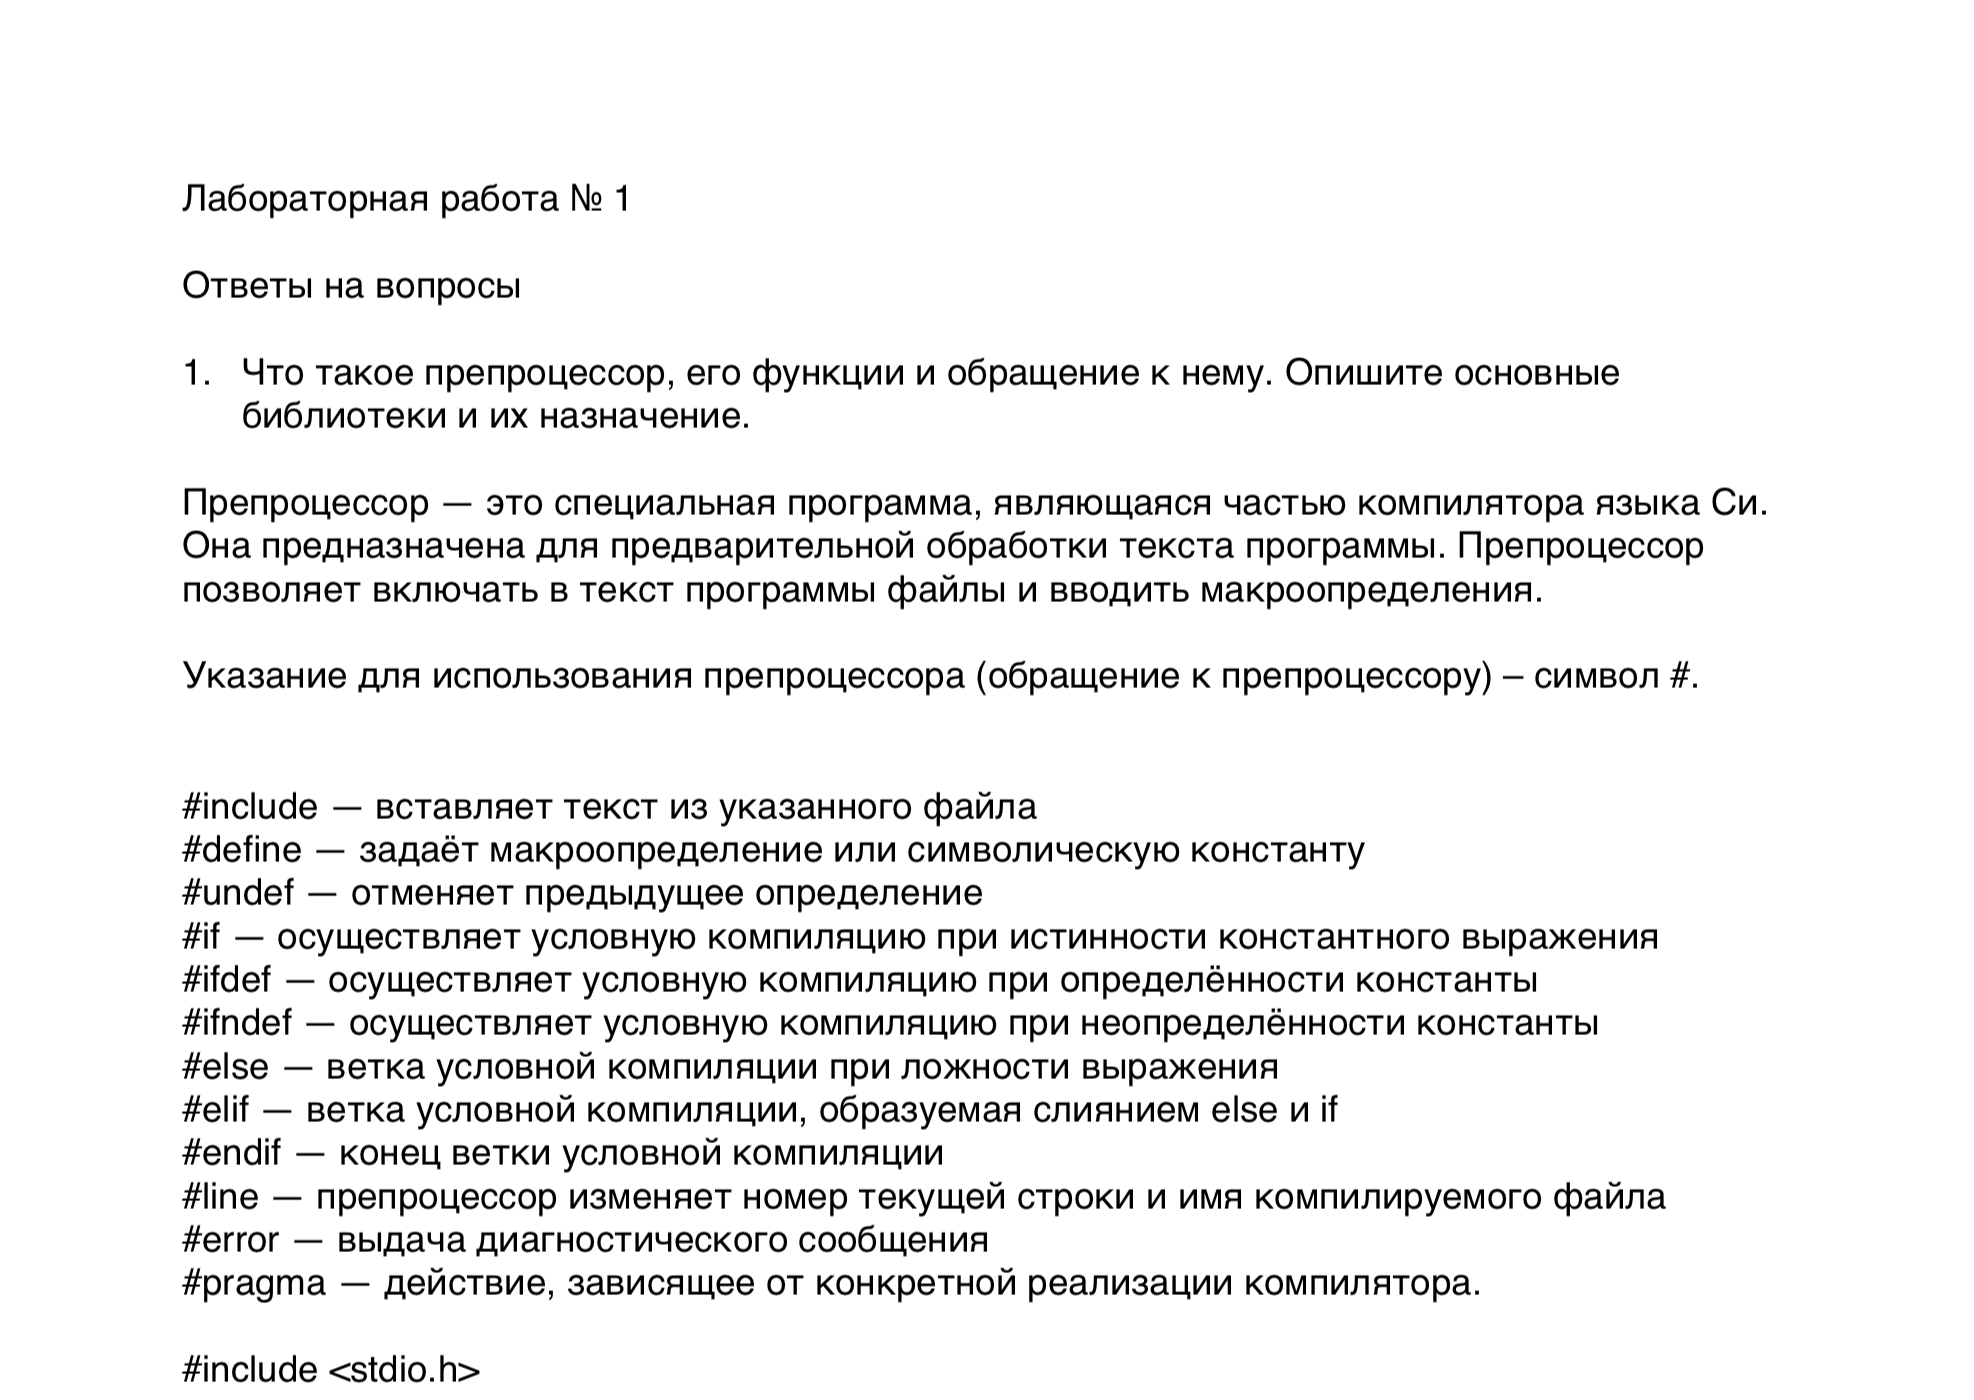 Лабораторная работа № 1
Ответы на вопросы
1. Что такое препроцессор, его функции и обращение к нему. Опишите основные
библиотеки и их назначение.
Препроцессор — это специальная программа, являющаяся частью компилятора языка Си.
Она предназначена для предварительной обработки текста программы. Препроцессор
позволяет включать в текст программы файлы и вводить макроопределения.
Указание для использования препроцессора (обращение к препроцессору) – символ #.
#include — вставляет текст из указанного файла
#define — задаёт макроопределение или символическую константу
#undef — отменяет предыдущее определение
#if — осуществляет условную компиляцию при истинности константного выражения
#ifdef — осуществляет условную компиляцию при определённости константы
#ifndef — осуществляет условную компиляцию при неопределённости константы
#else — ветка условной компиляции при ложности выражения
#elif — ветка условной компиляции, образуемая слиянием else и if
#endif — конец ветки условной компиляции
#line — препроцессор изменяет номер текущей строки и имя компилируемого файла
#error — выдача диагностического сообщения
#pragma — действие, зависящее от конкретной реализации компилятора.
#include <stdio.h>